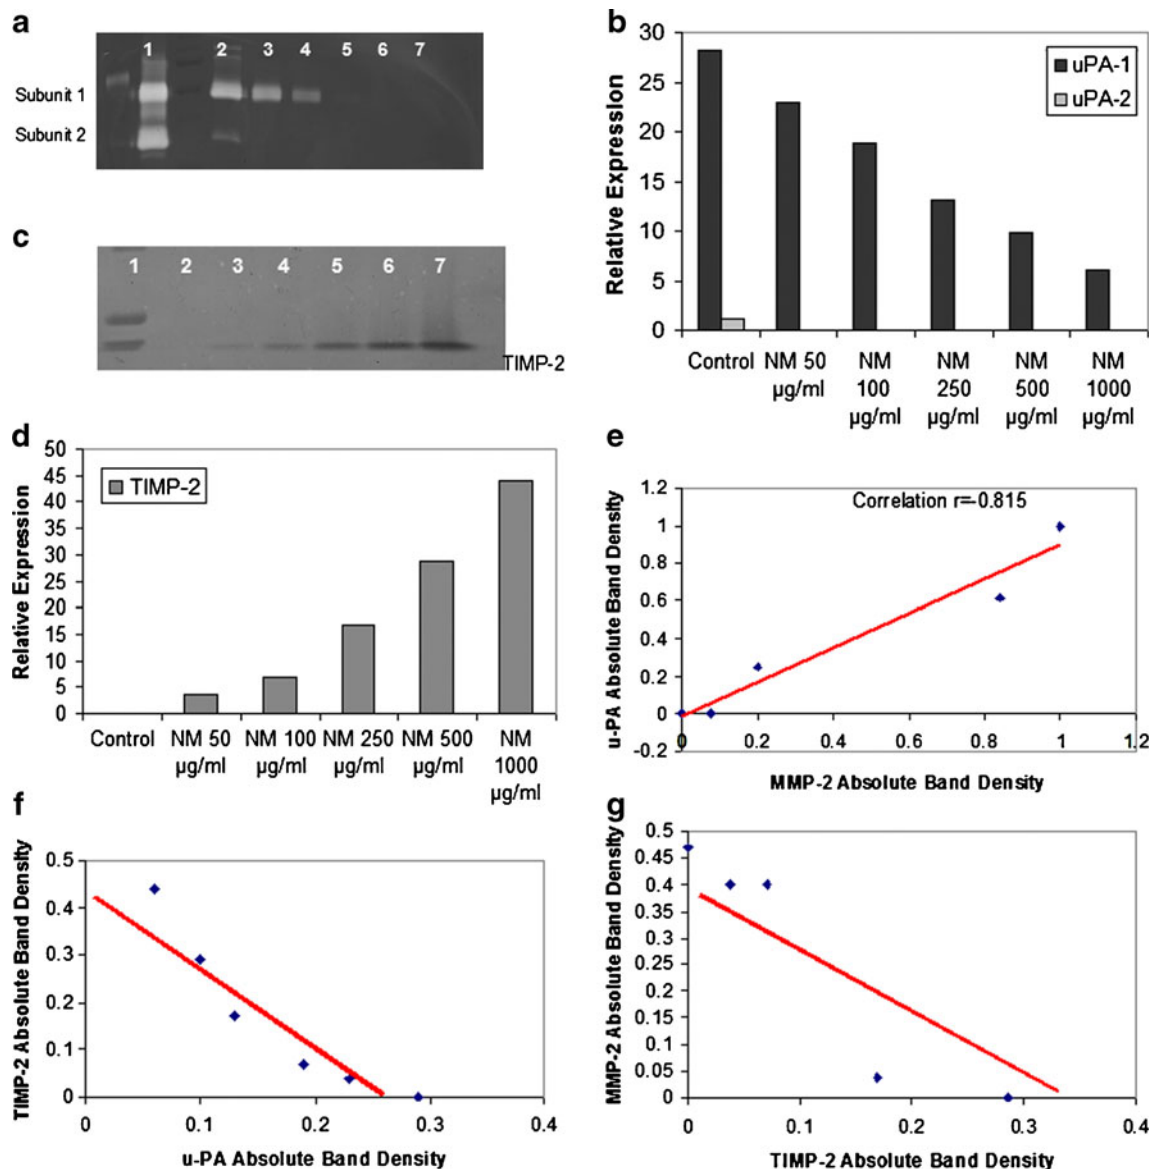 a
1 2 3 4 5 6 7
Subunit 1
Subunit 2
b
30
25
20
15
10
5
0
Relative Expression
uPA-1
uPA-2
Control NM 50 NM NM NM NM
µg/ml 100 250 500 1000
µg/ml µg/ml µg/ml µg/ml
c
1 2 3 4 5 6 7
TIMP-2
d
50
45
40
35
30
25
20
15
10
5
0
Relative Expression
TIMP-2
Control NM 50 NM 100 NM 250 NM 500 NM
µg/ml µg/ml µg/ml µg/ml 1000
µg/ml
e
Correlation r=-0.815
1.2
1
0.8
0.6
0.4
0.2
0
-0.2
u-PA Absolute Band Density
0 0.2 0.4 0.6 0.8 1 1.2
MMP-2 Absolute Band Density
f
0.5
0.4
0.3
0.2
0.1
0
TIMP-2 Absolute Band Density
0 0.1 0.2 0.3 0.4
u-PA Absolute Band Density
g
0.5
0.45
0.4
0.35
0.3
0.25
0.2
0.15
0.1
0.05
0
MMP-2 Absolute Band Density
0 0.1 0.2 0.3 0.4
TIMP-2 Absolute Band Density